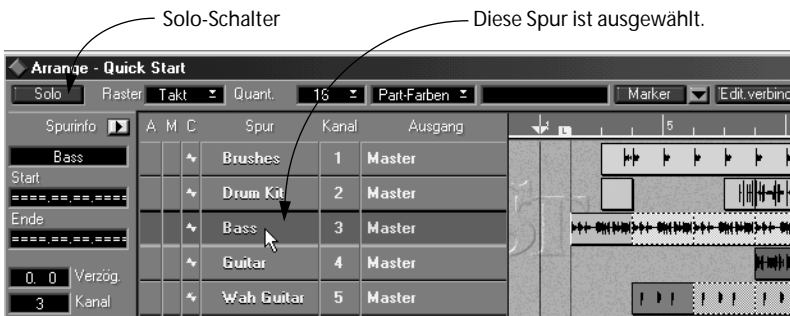 Solo-Schalter
Diese Spur ist ausgewählt.
Arrange - Quick Start
Solo Raster Takt Quant. 16 Part-Farben Marker Edit.verbind
Spurinfo A M C Spur Kanal Ausgang 1 L 5
Bass
Start
Ende
0. 0 Verzög.
3 Kanal
Brushes 1 Master
Drum Kit 2 Master
Bass 3 Master
Guitar 4 Master
Wah Guitar 5 Master